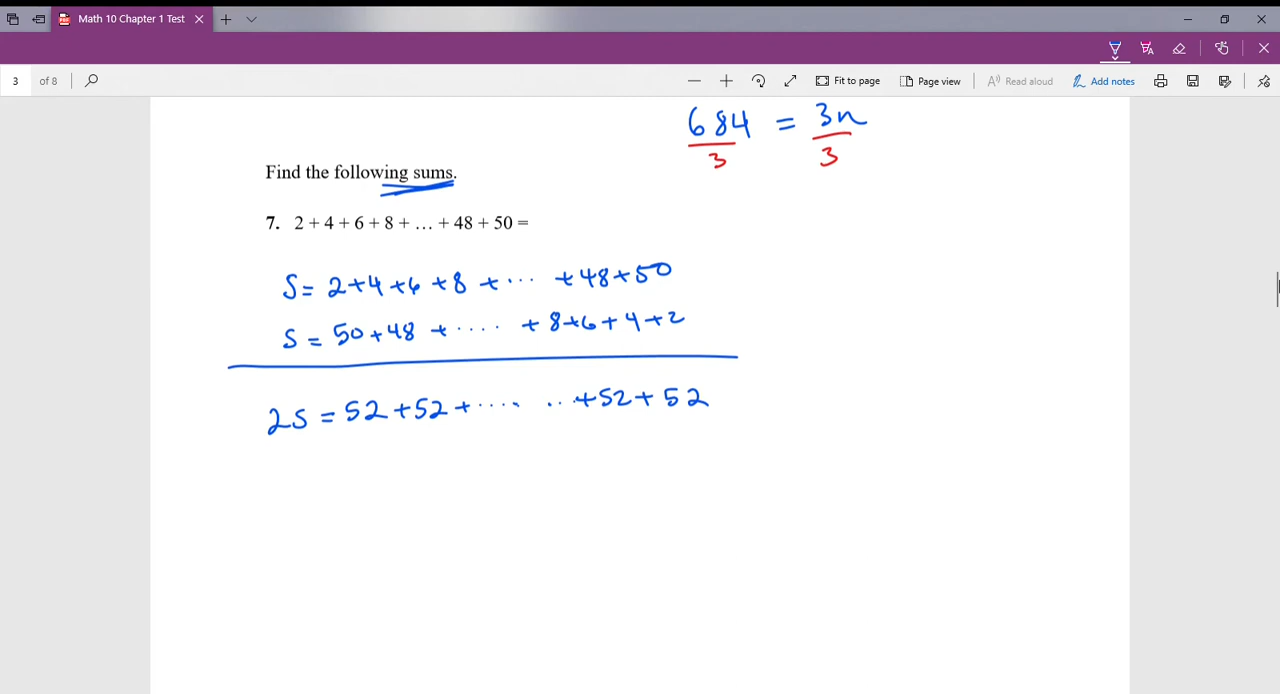 Math 10 Chapter 1 Test
3 of 8
Fit to page
Page view
Read aloud
Add notes
684 = 3n
3 3
Find the following sums.
7. 2 + 4 + 6 + 8 + … + 48 + 50 =
S = 2+4+6+8+... +48+50
S = 50+48+.... +8+6+4+2
2S = 52+52+.... ..+52+52